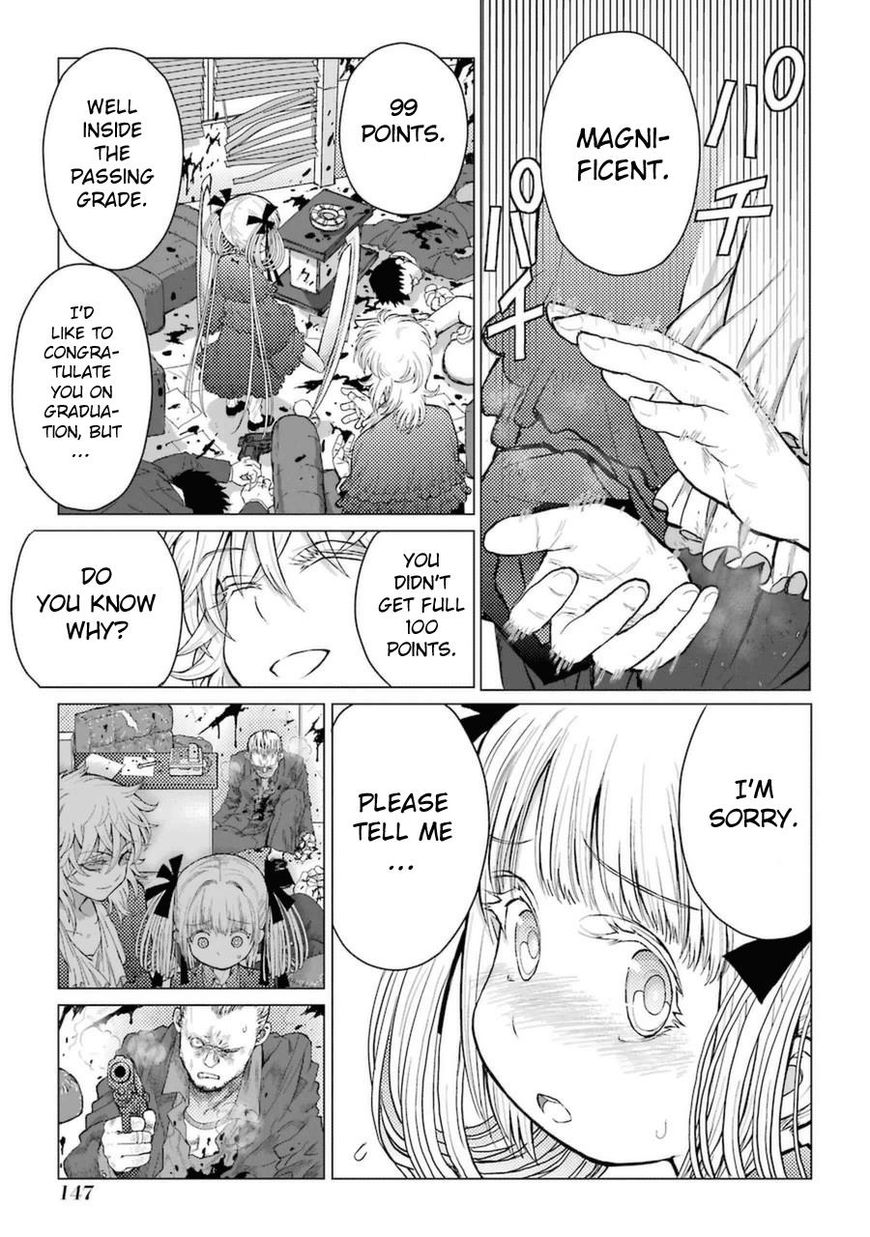 MAGNI-
FICENT.
パチ
パチ
99
POINTS.
WELL
INSIDE
THE
PASSING
GRADE.
I'D
LIKE TO
CONGRA-
TULATE
YOU ON
GRADUA-
TION, BUT
...
YOU
DIDN'T
GET FULL
100
POINTS.
DO
YOU KNOW
WHY?
I'M
SORRY.
PLEASE
TELL ME
...
147